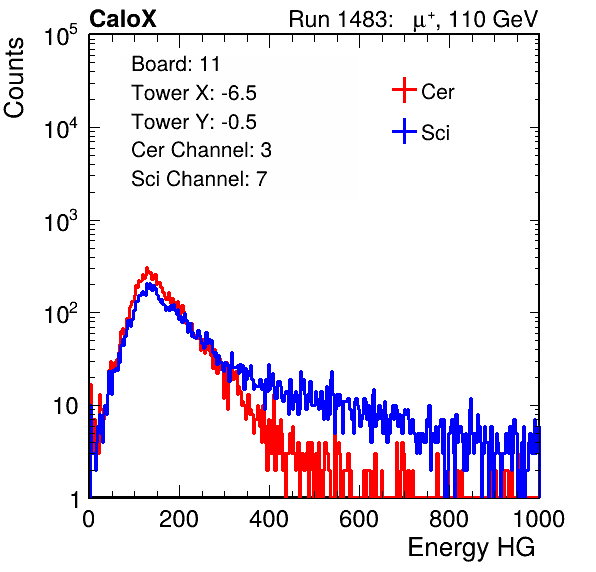 CaloX Run 1483: μ⁺, 110 GeV
Counts
Board: 11
Tower X: -6.5
Tower Y: -0.5
Cer Channel: 3
Sci Channel: 7
Cer
Sci
10⁵
10⁴
10³
10²
10
1
0 200 400 600 800 1000
Energy HG